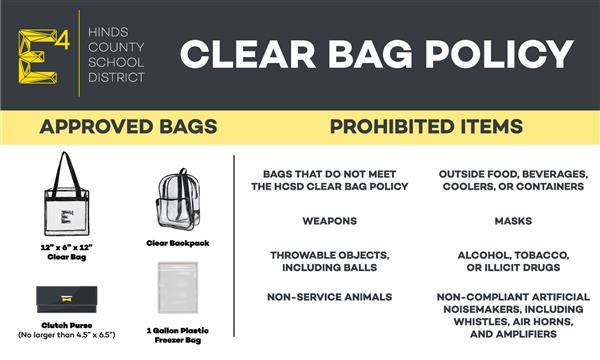 E4
HINDS
COUNTY
SCHOOL
DISTRICT
CLEAR BAG POLICY
APPROVED BAGS
E4
12" x 6" x 12"
Clear Bag
Clear Backpack
E4
Clutch Purse
(No larger than 4.5" x 6.5")
1 Gallon Plastic
Freezer Bag
PROHIBITED ITEMS
BAGS THAT DO NOT MEET
THE HCSD CLEAR BAG POLICY
WEAPONS
THROWABLE OBJECTS,
INCLUDING BALLS
NON-SERVICE ANIMALS
OUTSIDE FOOD, BEVERAGES,
COOLERS, OR CONTAINERS
MASKS
ALCOHOL, TOBACCO,
OR ILLICIT DRUGS
NON-COMPLIANT ARTIFICIAL
NOISEMAKERS, INCLUDING
WHISTLES, AIR HORNS,
AND AMPLIFIERS